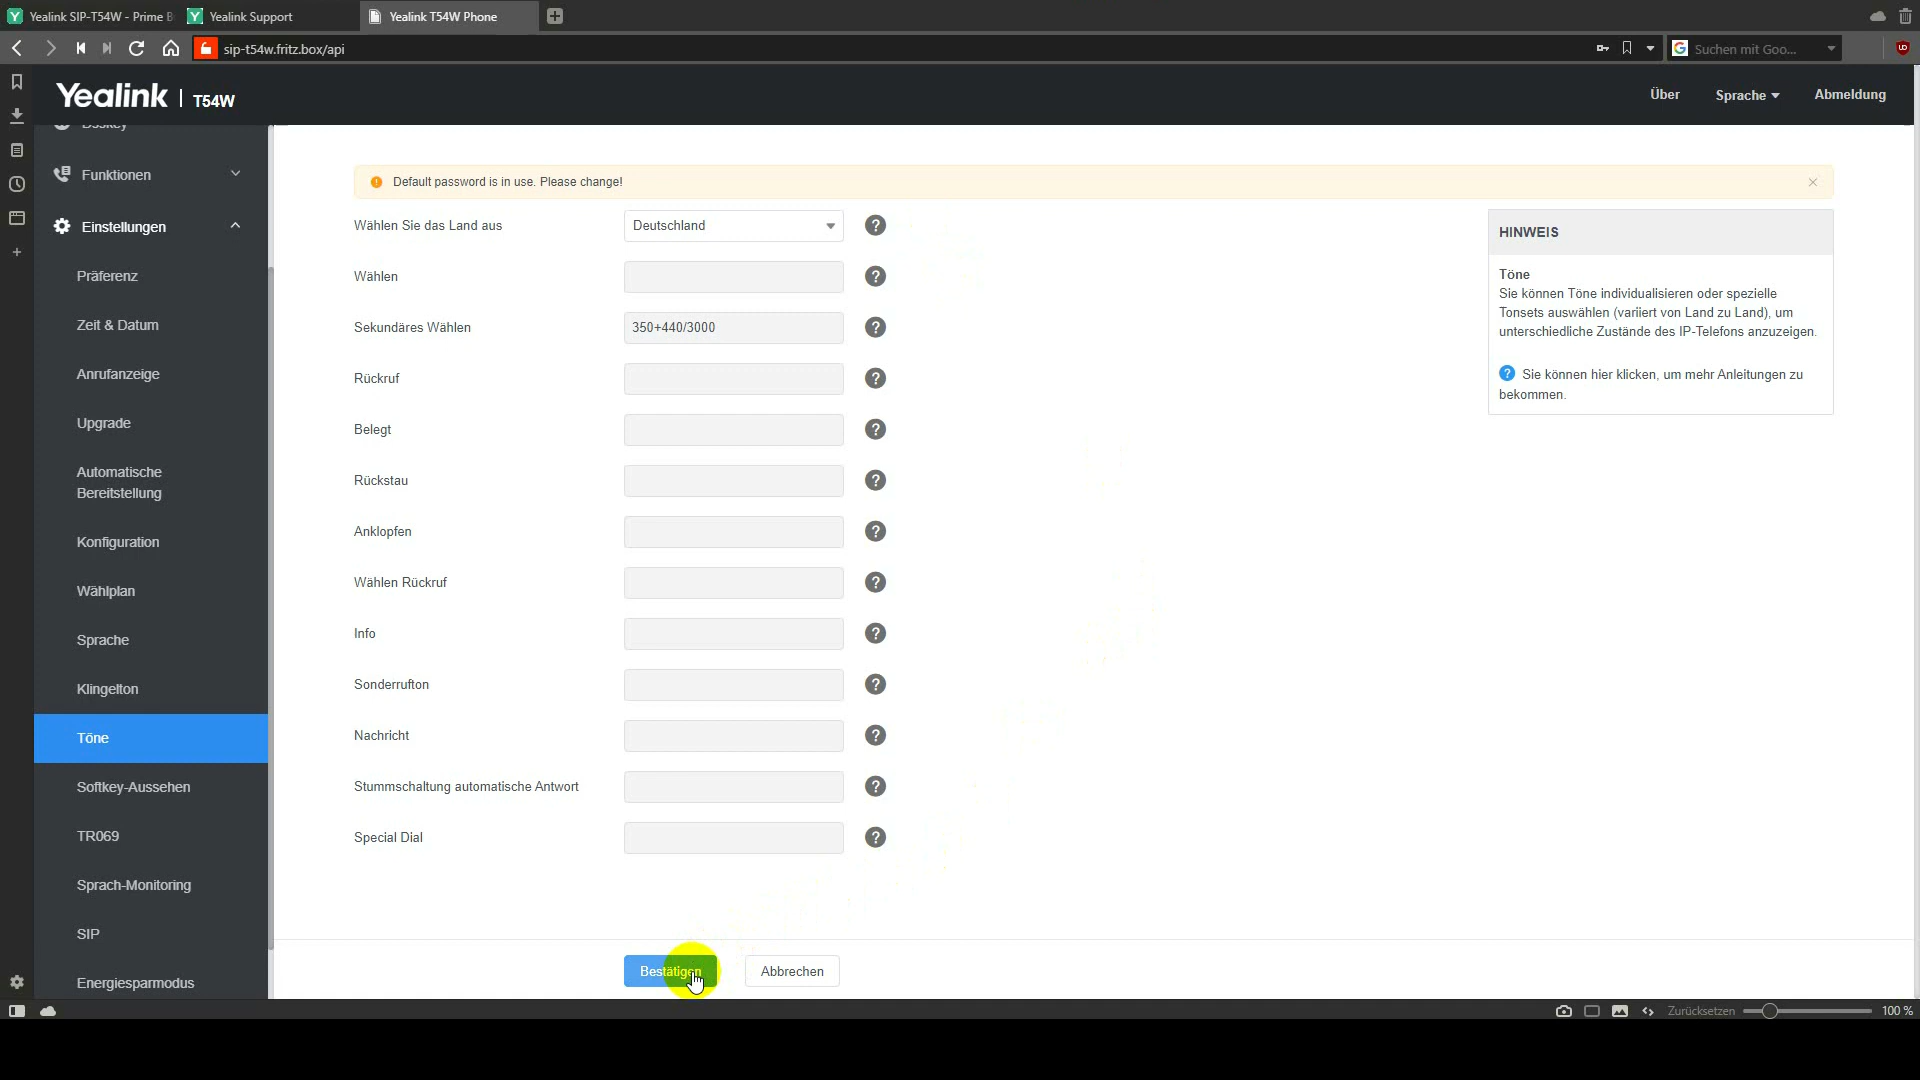 Yealink SIP-T54W - Prime B
Yealink Support
Yealink T54W Phone
sip-t54w.fritz.box/api
Suchen mit Goo...
Yealink | T54W
Über
Sprache
Abmeldung
Dsskey
Funktionen
Einstellungen
Präferenz
Zeit & Datum
Anrufanzeige
Upgrade
Automatische
Bereitstellung
Konfiguration
Wählplan
Sprache
Klingelton
Töne
Softkey-Aussehen
TR069
Sprach-Monitoring
SIP
Energiesparmodus
Default password is in use. Please change!
Wählen Sie das Land aus
Deutschland
Wählen
Sekundäres Wählen
350+440/3000
Rückruf
Belegt
Rückstau
Anklopfen
Wählen Rückruf
Info
Sonderrufton
Nachricht
Stummschaltung automatische Antwort
Special Dial
Bestätigen
Abbrechen
HINWEIS
Töne
Sie können Töne individualisieren oder spezielle
Tonsets auswählen (variiert von Land zu Land), um
unterschiedliche Zustände des IP-Telefons anzuzeigen.
Sie können hier klicken, um mehr Anleitungen zu
bekommen.
Zurücksetzen
100 %